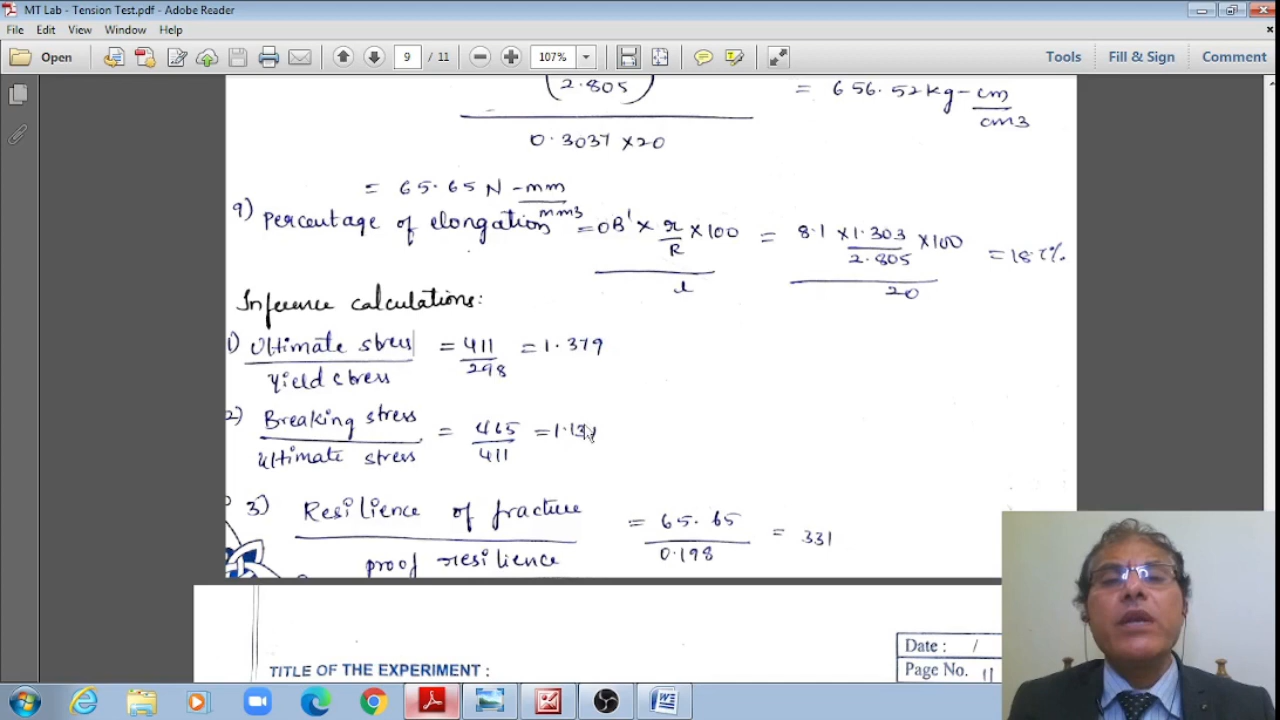 MT Lab - Tension Test.pdf - Adobe Reader
File Edit View Window Help
Open 9 / 11 107% Tools Fill & Sign Comment
(2.805)
0.3037 ×20
= 656.52 kg-cm/cm3
= 65.65 N-mm/mm3
9) Percentage of elongation = OB' × r/R ×100 / l = 8.1 ×1.303/2.805 ×100 / 20 = 18.7%
Inference calculations:
1) Ultimate stress / Yield stress = 411/298 = 1.379
2) Breaking stress / Ultimate stress = 465/411 = 1.131
3) Resilience of fracture / proof resilience = 65.65/0.198 = 331
TITLE OF THE EXPERIMENT :
Date : /
Page No. 11